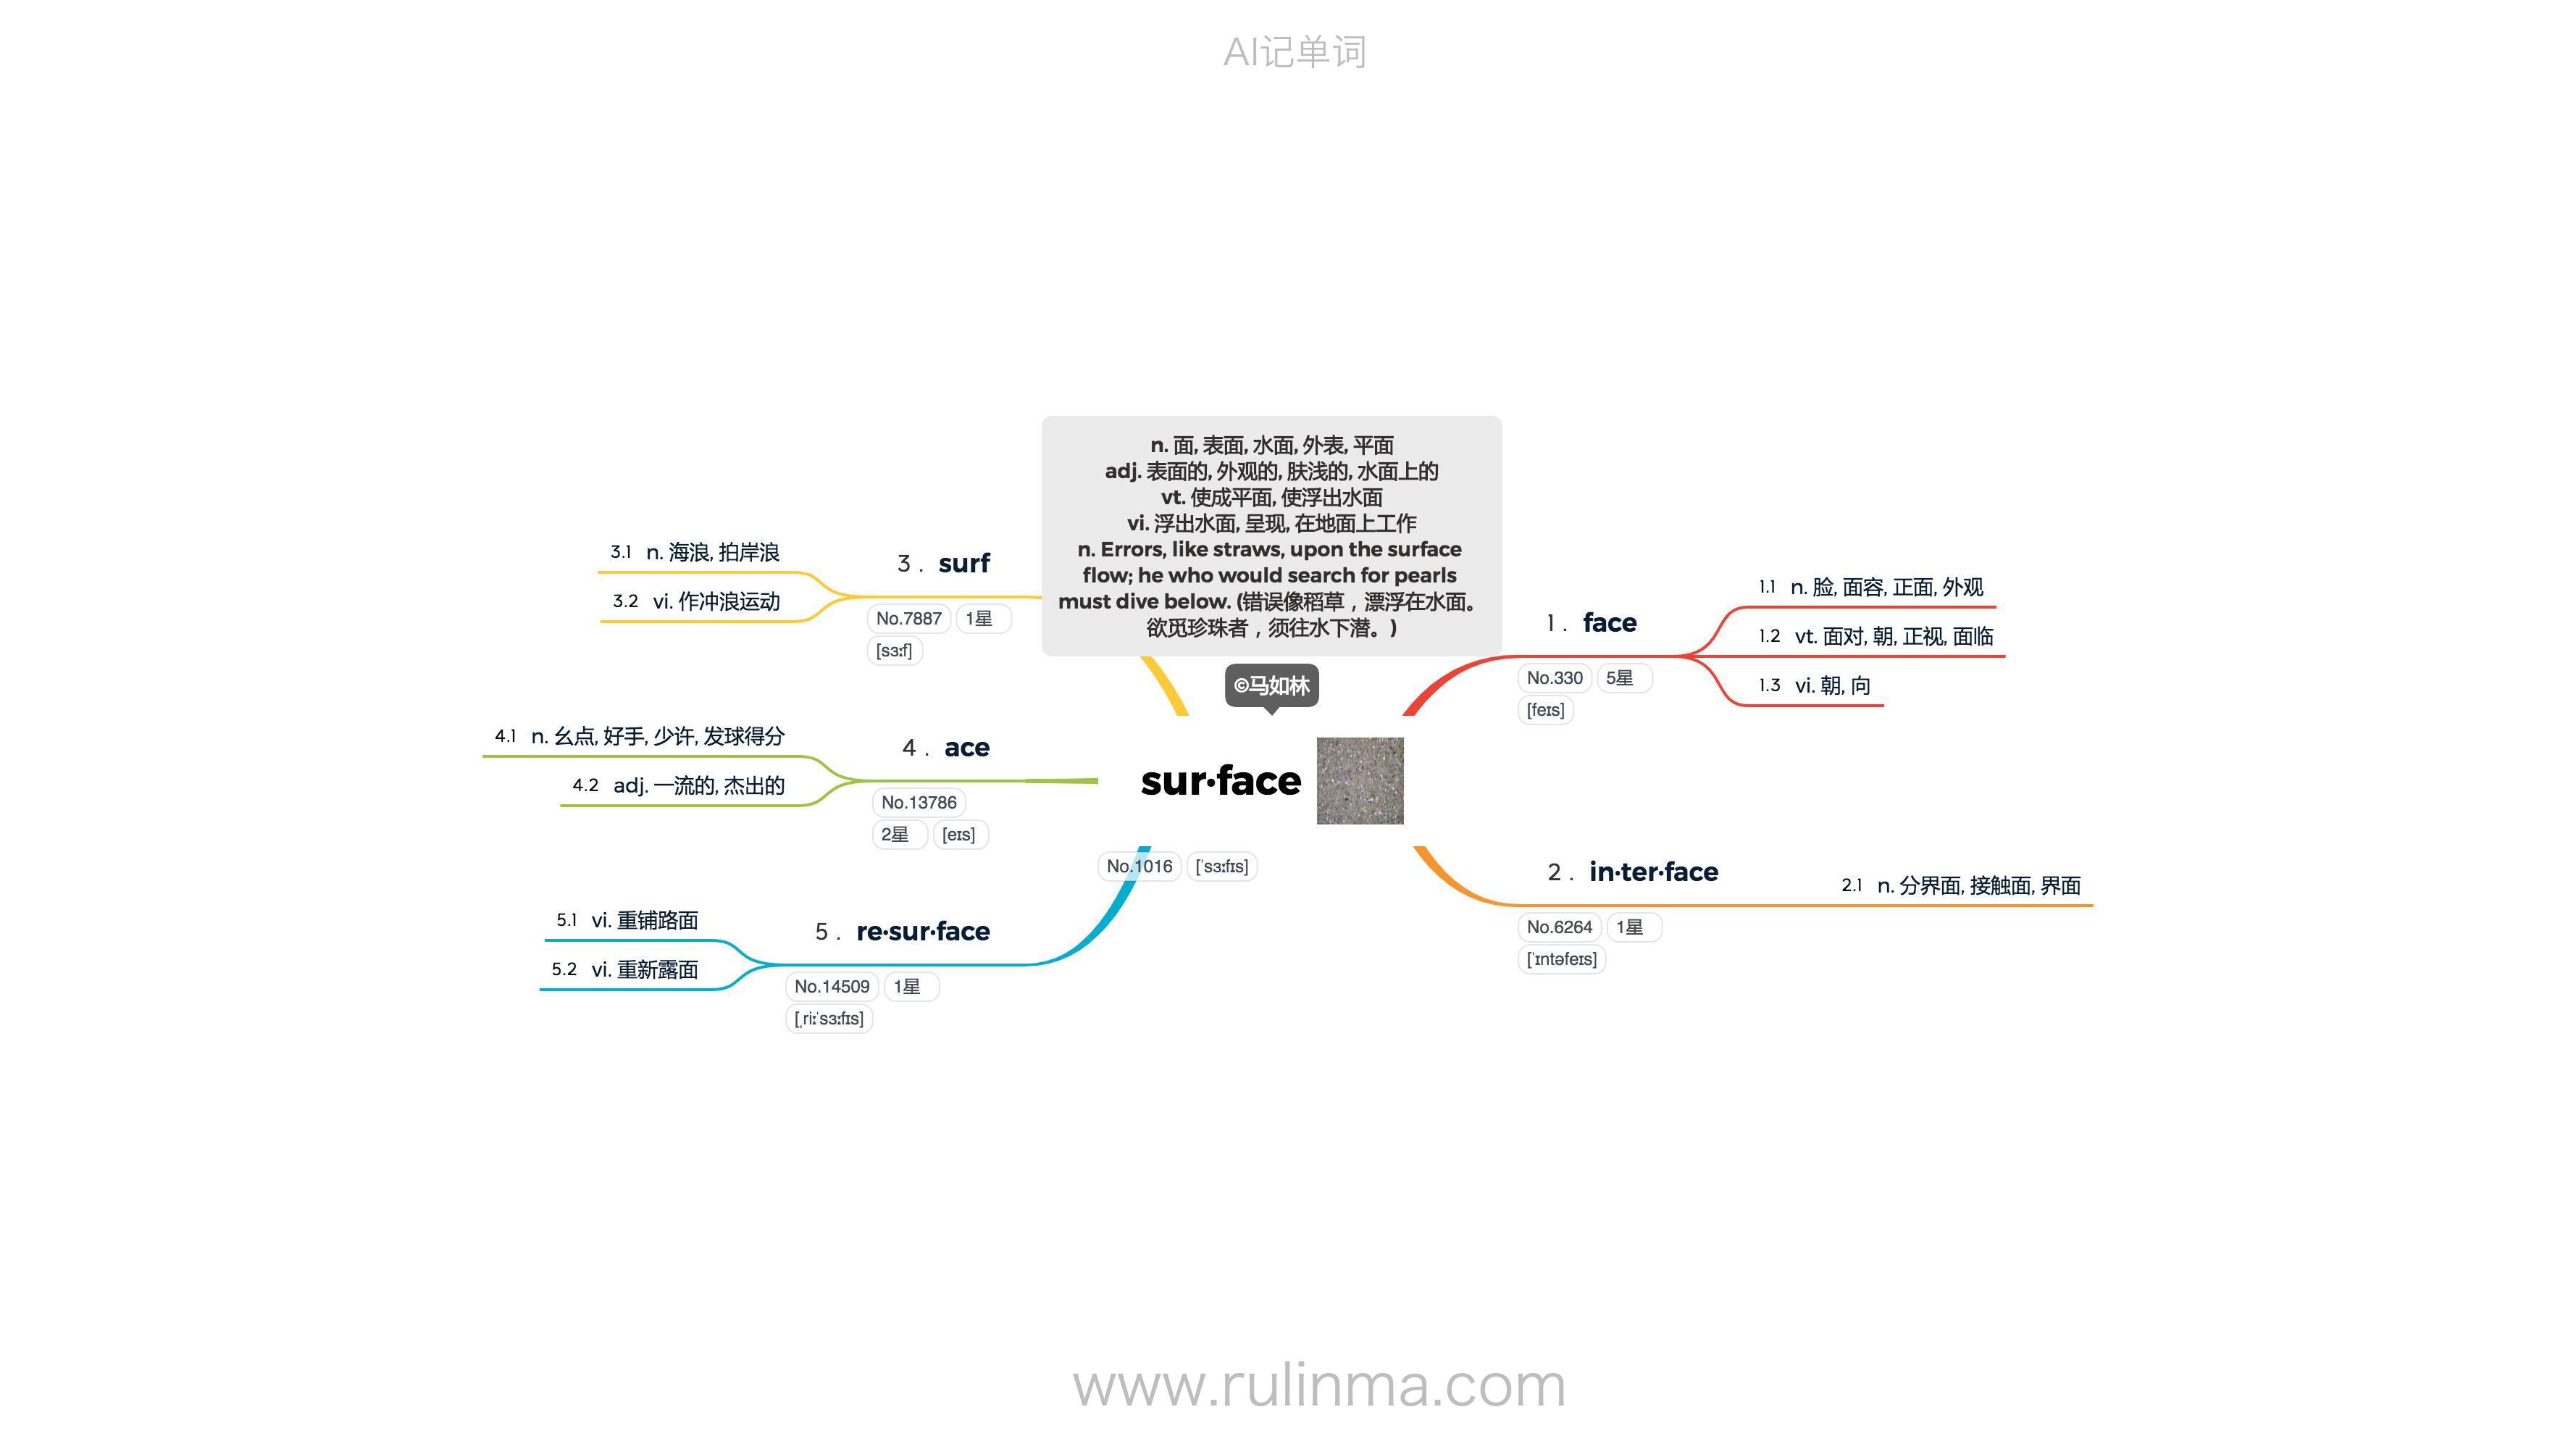 AI记单词
n. 面, 表面, 水面, 外表, 平面
adj. 表面的, 外观的, 肤浅的, 水面上的
vt. 使成平面, 使浮出水面
vi. 浮出水面, 呈现, 在地面上工作
n. Errors, like straws, upon the surface
flow; he who would search for pearls
must dive below. (错误像稻草，漂浮在水面。
欲觅珍珠者，须往水下潜。)
©马如林
sur·face
No.1016 [ˈsɜːfɪs]
1. face
No.330 5星
[feɪs]
1.1 n. 脸, 面容, 正面, 外观
1.2 vt. 面对, 朝, 正视, 面临
1.3 vi. 朝, 向
2. in·ter·face
No.6264 1星
[ˈɪntəfeɪs]
2.1 n. 分界面, 接触面, 界面
3. surf
No.7887 1星
[sɜːf]
3.1 n. 海浪, 拍岸浪
3.2 vi. 作冲浪运动
4. ace
No.13786
2星 [eɪs]
4.1 n. 幺点, 好手, 少许, 发球得分
4.2 adj. 一流的, 杰出的
5. re·sur·face
No.14509 1星
[ˌriːˈsɜːfɪs]
5.1 vi. 重铺路面
5.2 vi. 重新露面
www.rulinma.com